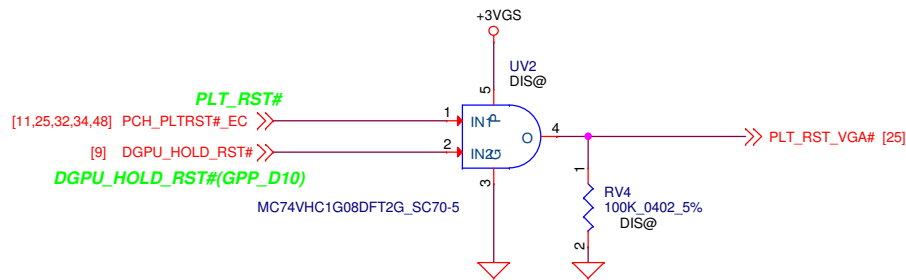 +3VGS
UV2
DIS@
PLT_RST#
[11,25,32,34,48] PCH_PLTRST#_EC
1
IN1
P
5
O
4
PLT_RST_VGA# [25]
[9] DGPU_HOLD_RST#
2
IN2
G
3
DGPU_HOLD_RST#(GPP_D10)
MC74VHC1G08DFT2G_SC70-5
1
RV4
100K_0402_5%
DIS@
2